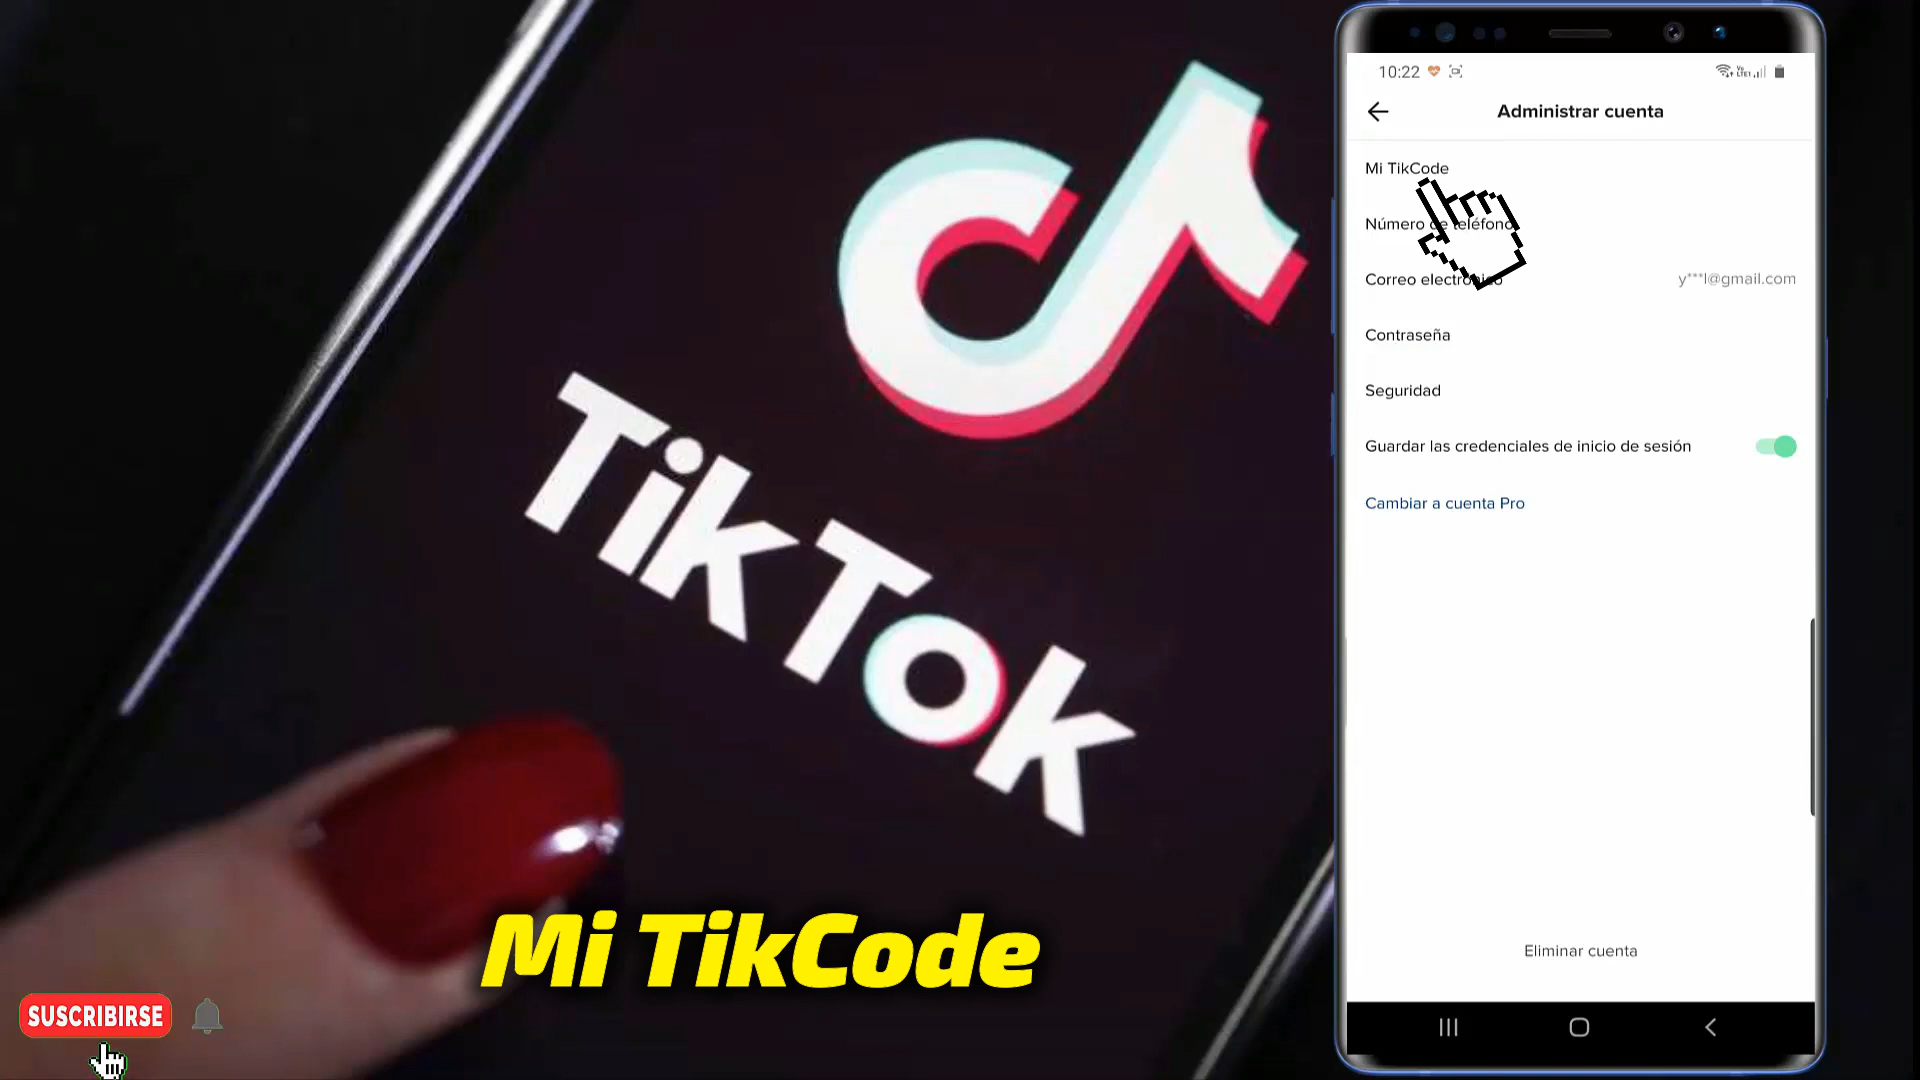 TikTok
Mi TikCode
SUSCRIBIRSE
10:22
Administrar cuenta
Mi TikCode
Número de teléfono
Correo electrónico
y***l@gmail.com
Contraseña
Seguridad
Guardar las credenciales de inicio de sesión
Cambiar a cuenta Pro
Eliminar cuenta